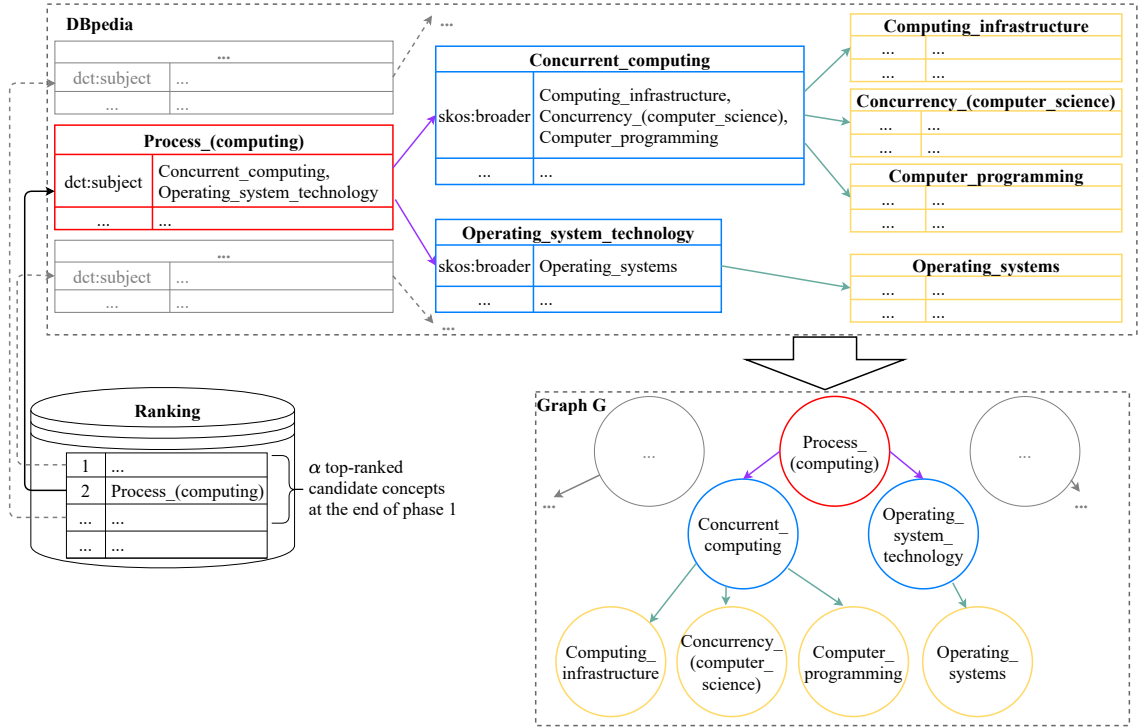 DBpedia
...
...
dct:subject ...
... ...
Process_(computing)
dct:subject
Concurrent_computing,
Operating_system_technology
... ...
...
dct:subject ...
... ...
...
Concurrent_computing
skos:broader
Computing_infrastructure,
Concurrency_(computer_science),
Computer_programming
... ...
Operating_system_technology
skos:broader Operating_systems
... ...
Computing_infrastructure
... ...
... ...
Concurrency_(computer_science)
... ...
... ...
Computer_programming
... ...
... ...
Operating_systems
... ...
... ...
Ranking
1 ...
2 Process_(computing)
... ...
... ...
α top-ranked
candidate concepts
at the end of phase 1
Graph G
...
...
Process_
(computing)
...
...
Concurrent_
computing
Operating_
system_
technology
Computing_
infrastructure
Concurrency_
(computer_
science)
Computer_
programming
Operating_
systems